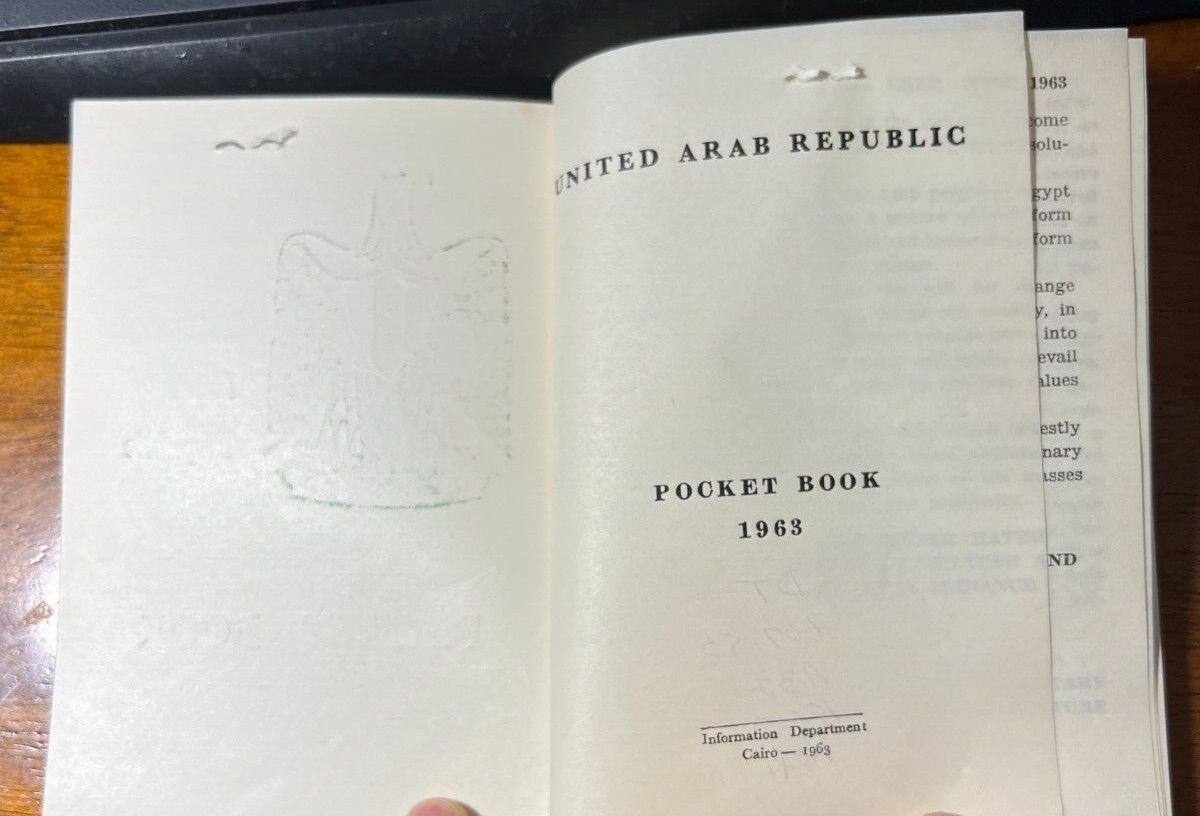 UNITED ARAB REPUBLIC
POCKET BOOK
1963
Information Department
Cairo — 1963
1963
ome
solu-
gypt
form
form
ange
y, in
into
evail
alues
estly
nary
asses
ND